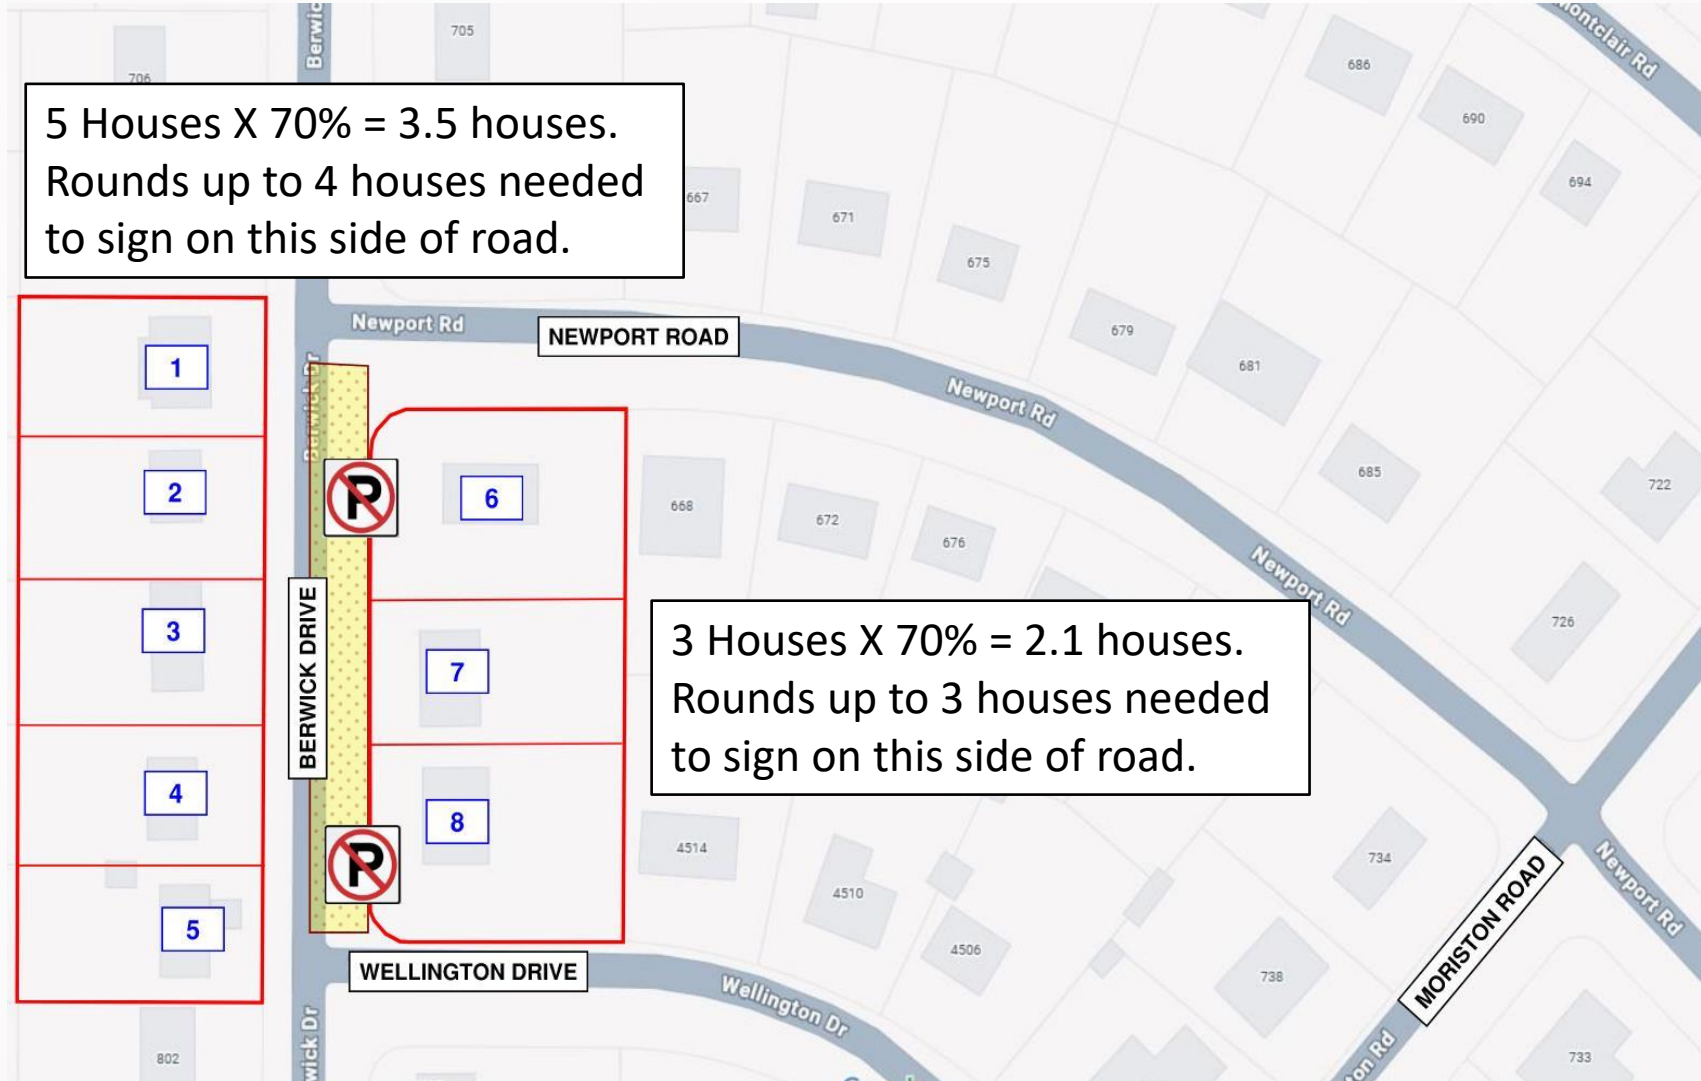 Berwic
705
706
ontclair Rd
686
690
694
5 Houses X 70% = 3.5 houses.
Rounds up to 4 houses needed
to sign on this side of road.
667
671
675
679
681
685
722
726
Newport Rd
NEWPORT ROAD
Newport Rd
Newport Rd
Berwick Dr
1
2
3
4
5
P
P
BERWICK DRIVE
6
7
8
668
672
676
3 Houses X 70% = 2.1 houses.
Rounds up to 3 houses needed
to sign on this side of road.
4514
4510
4506
734
738
733
MORISTON ROAD
Newport Rd
on Rd
WELLINGTON DRIVE
Wellington Dr
wick Dr
802